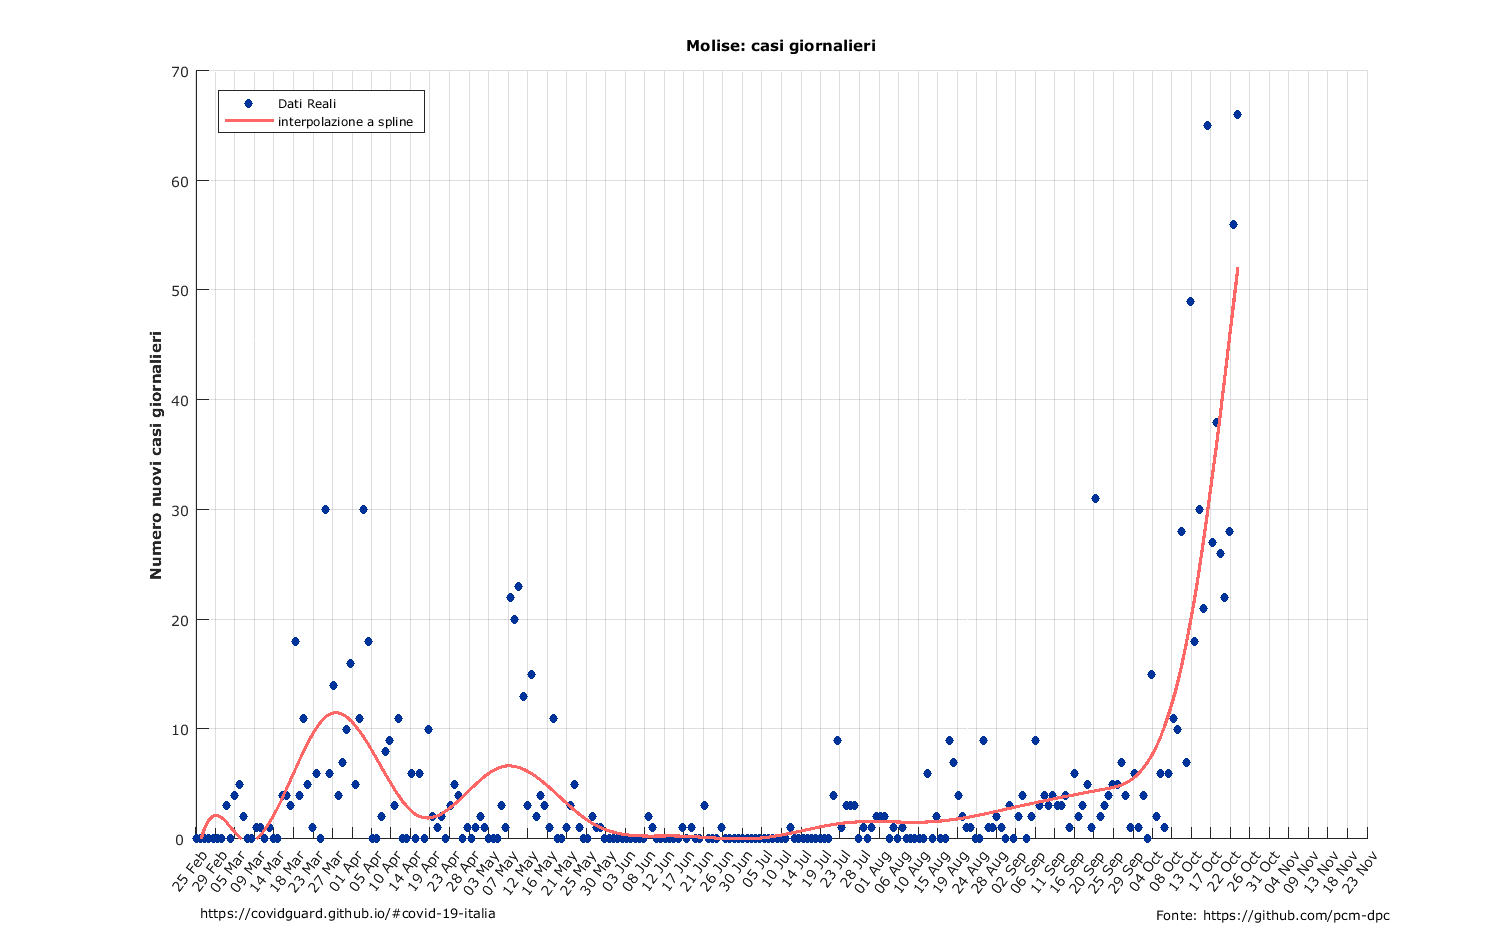 Molise: casi giornalieri
Dati Reali
interpolazione a spline
Numero nuovi casi giornalieri
70
60
50
40
30
20
10
0
25 Feb
29 Feb
05 Mar
09 Mar
14 Mar
18 Mar
23 Mar
27 Mar
01 Apr
05 Apr
10 Apr
14 Apr
19 Apr
23 Apr
28 Apr
03 May
07 May
12 May
16 May
21 May
25 May
30 May
03 Jun
08 Jun
12 Jun
17 Jun
21 Jun
26 Jun
30 Jun
05 Jul
10 Jul
14 Jul
19 Jul
23 Jul
28 Jul
01 Aug
06 Aug
10 Aug
15 Aug
19 Aug
24 Aug
28 Aug
02 Sep
06 Sep
11 Sep
16 Sep
20 Sep
25 Sep
29 Sep
04 Oct
08 Oct
13 Oct
17 Oct
22 Oct
26 Oct
31 Oct
04 Nov
09 Nov
13 Nov
18 Nov
23 Nov
https://covidguard.github.io/#covid-19-italia
Fonte: https://github.com/pcm-dpc